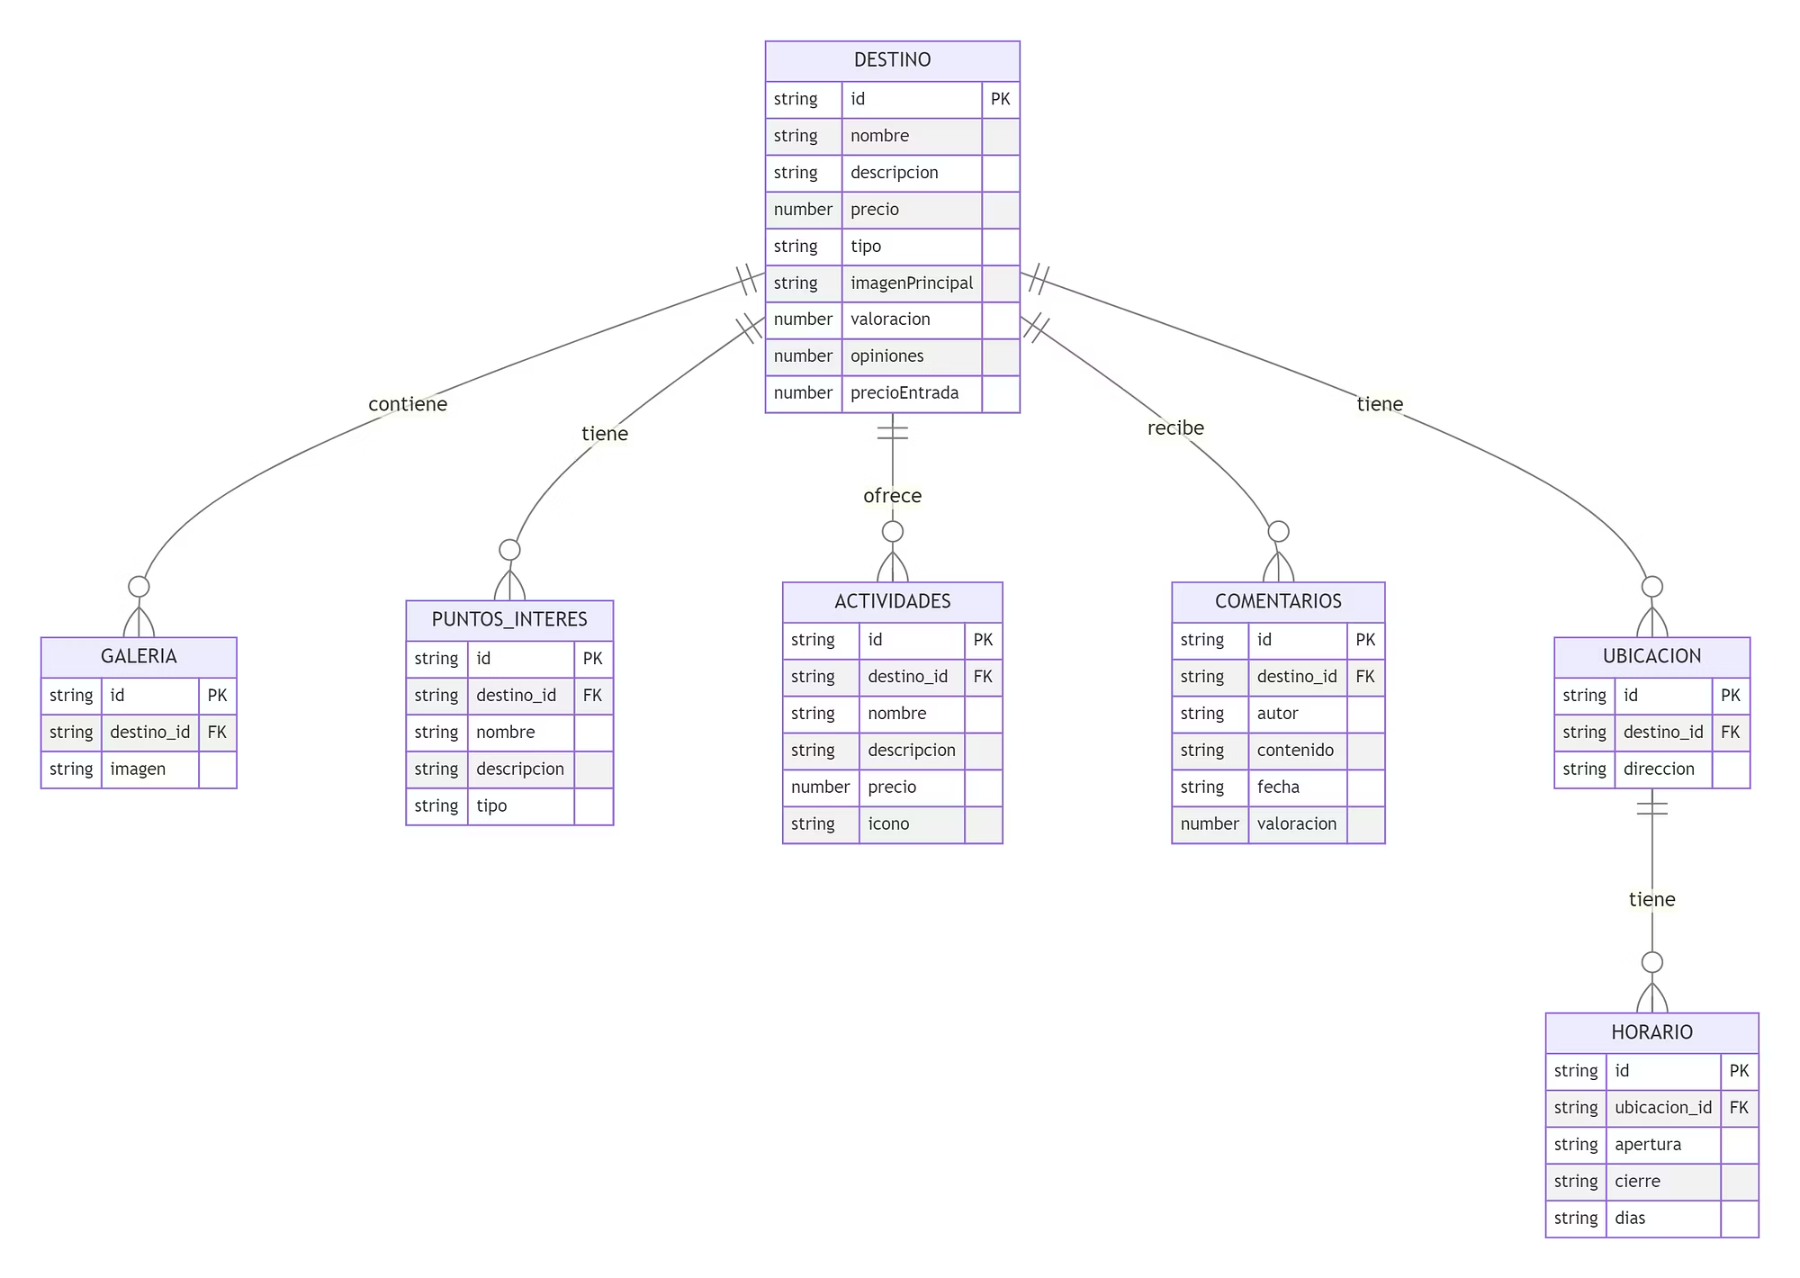 DESTINO
string id PK
string nombre
string descripcion
number precio
string tipo
string imagenPrincipal
number valoracion
number opiniones
number precioEntrada
contiene
tiene
ofrece
recibe
tiene
GALERIA
string id PK
string destino_id FK
string imagen
PUNTOS_INTERES
string id PK
string destino_id FK
string nombre
string descripcion
string tipo
ACTIVIDADES
string id PK
string destino_id FK
string nombre
string descripcion
number precio
string icono
COMENTARIOS
string id PK
string destino_id FK
string autor
string contenido
string fecha
number valoracion
UBICACION
string id PK
string destino_id FK
string direccion
tiene
HORARIO
string id PK
string ubicacion_id FK
string apertura
string cierre
string dias